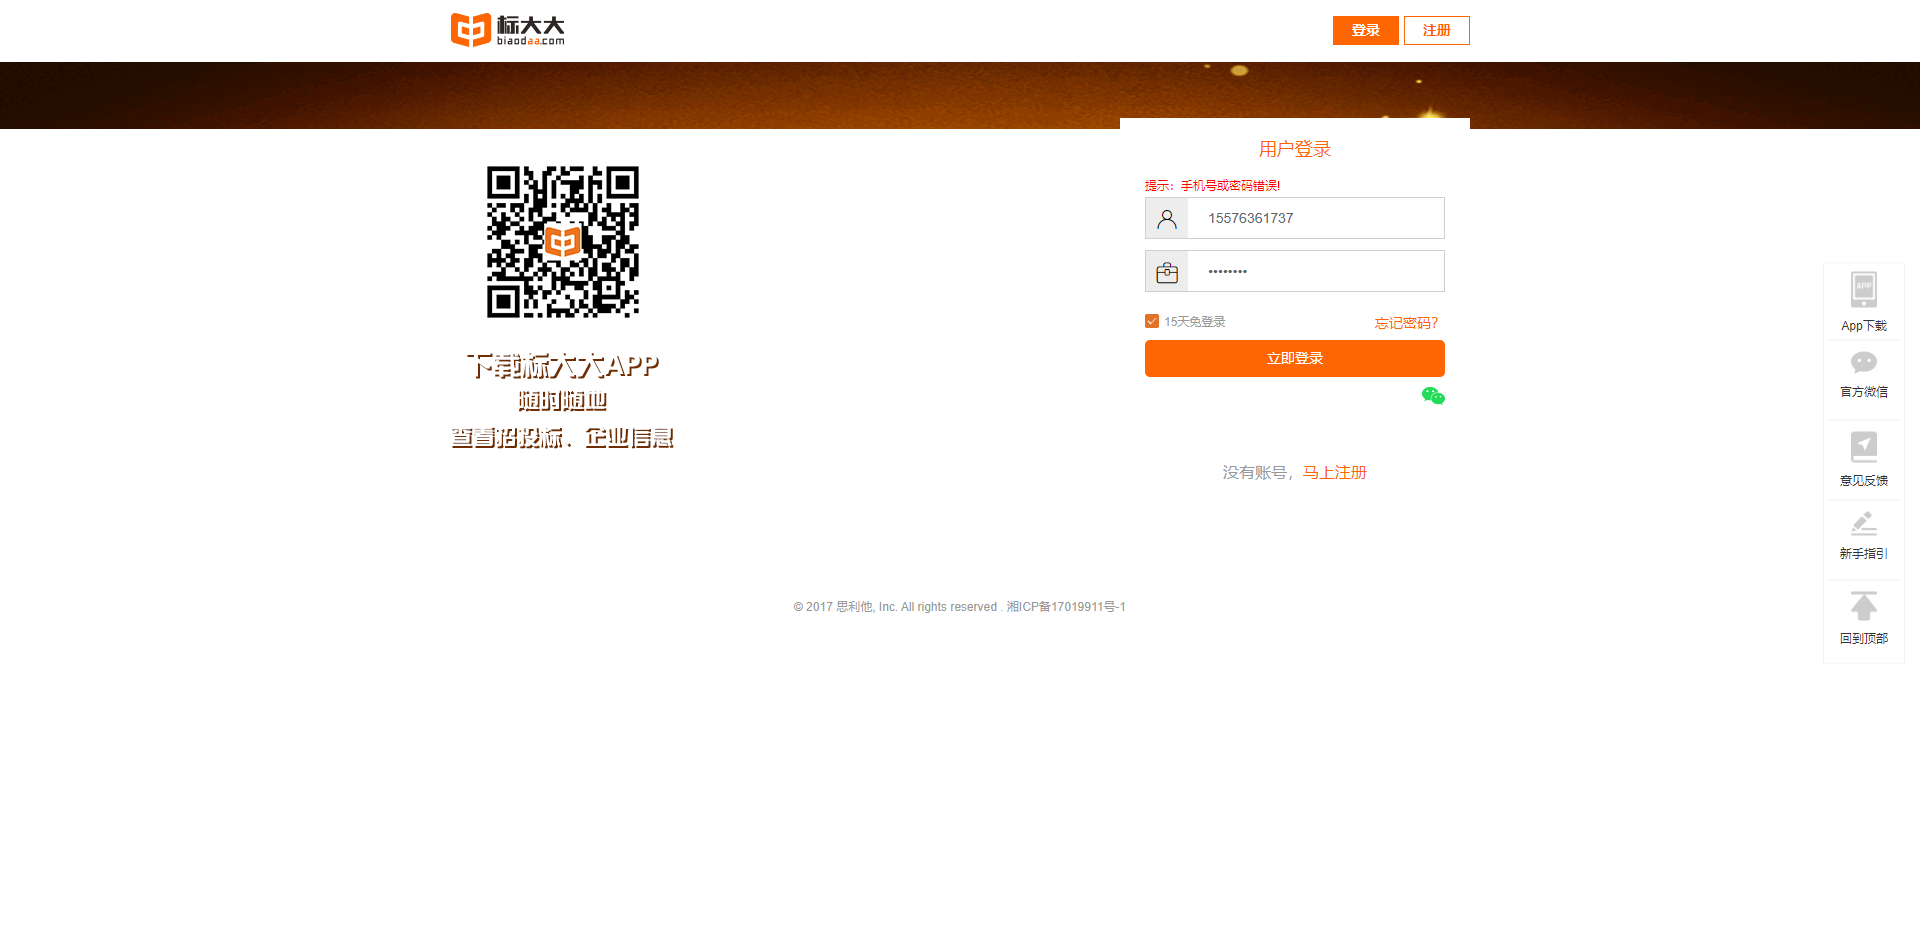 标大大
biaodaa.com
登录
注册
用户登录
提示：手机号或密码错误!
15576361737
••••••••
15天免登录
忘记密码?
立即登录
没有账号，马上注册
下载标大大APP
随时随地
查看招投标、企业信息
APP
App下载
官方微信
意见反馈
新手指引
回到顶部
© 2017 思利他, Inc. All rights reserved . 湘ICP备17019911号-1